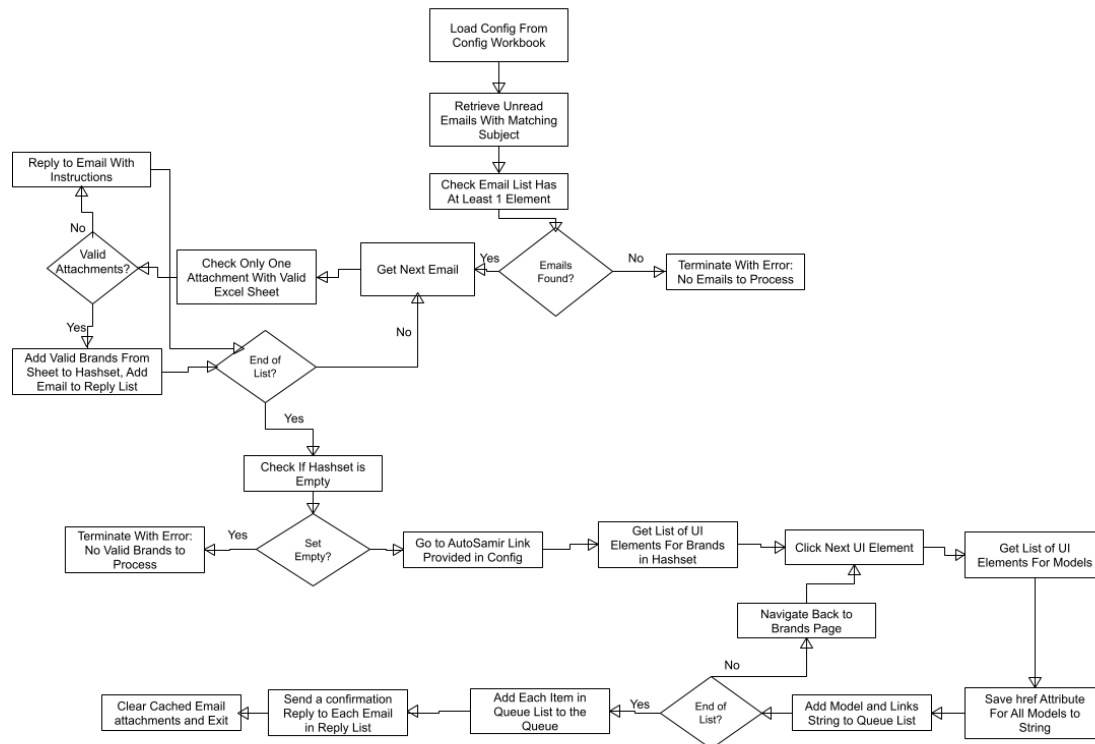 Load Config From
Config Workbook
Retrieve Unread
Emails With Matching
Subject
Check Email List Has
At Least 1 Element
Emails
Found?
No
Terminate With Error:
No Emails to Process
Yes
Get Next Email
Check Only One
Attachment With Valid
Excel Sheet
Valid
Attachments?
No
Reply to Email With
Instructions
Yes
Add Valid Brands From
Sheet to Hashset, Add
Email to Reply List
End of
List?
No
Yes
Check If Hashset is
Empty
Set
Empty?
Yes
Terminate With Error:
No Valid Brands to
Process
Go to AutoSamir Link
Provided in Config
Get List of UI
Elements For Brands
in Hashset
Click Next UI Element
Get List of UI
Elements For Models
Save href Attribute
For All Models to
String
Add Model and Links
String to Queue List
End of
List?
No
Navigate Back to
Brands Page
Yes
Add Each Item in
Queue List to the
Queue
Send a confirmation
Reply to Each Email
in Reply List
Clear Cached Email
attachments and Exit